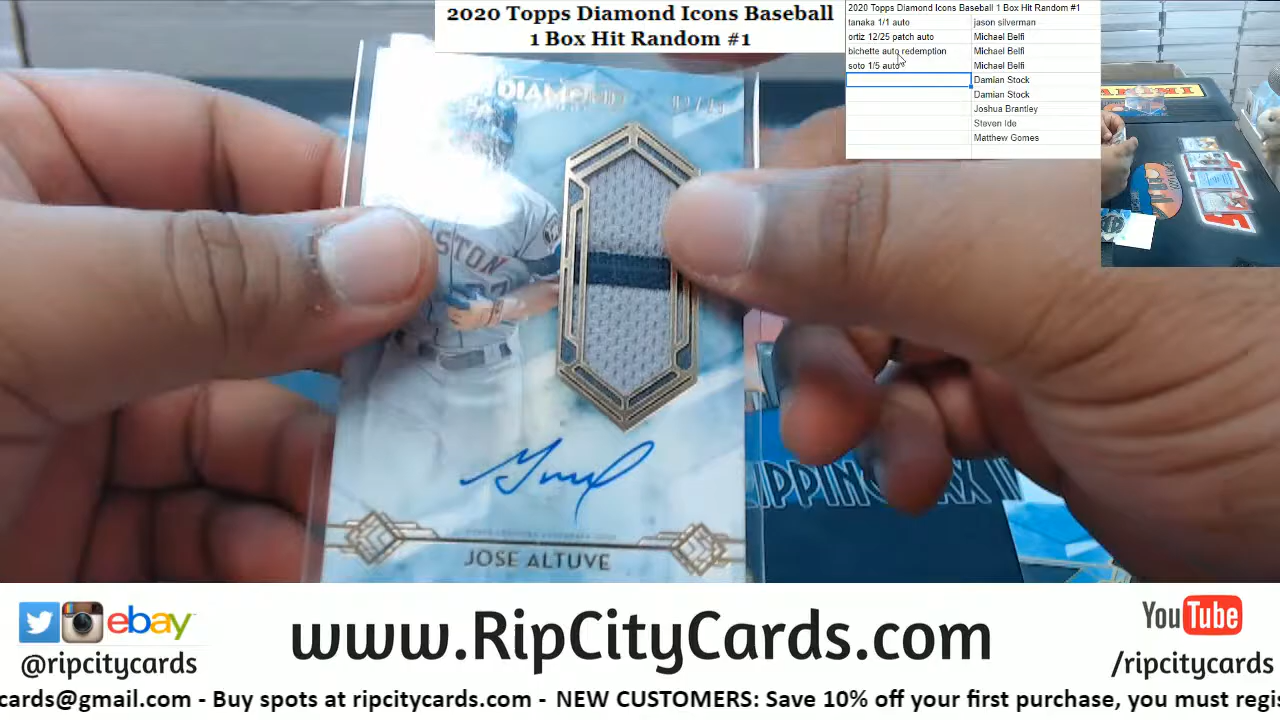 2020 Topps Diamond Icons Baseball
1 Box Hit Random #1
2020 Topps Diamond Icons Baseball 1 Box Hit Random #1
tanaka 1/1 auto jason silverman
ortiz 12/25 patch auto Michael Belfi
bichette auto redemption Michael Belfi
soto 1/5 auto Michael Belfi
Damian Stock
Damian Stock
Joshua Brantley
Steven Ide
Matthew Gomes
DIAMOND
STON
JOSE ALTUVE
ebay
@ripcitycards
www.RipCityCards.com
YouTube
/ripcitycards
cards@gmail.com - Buy spots at ripcitycards.com - NEW CUSTOMERS: Save 10% off your first purchase, you must regis